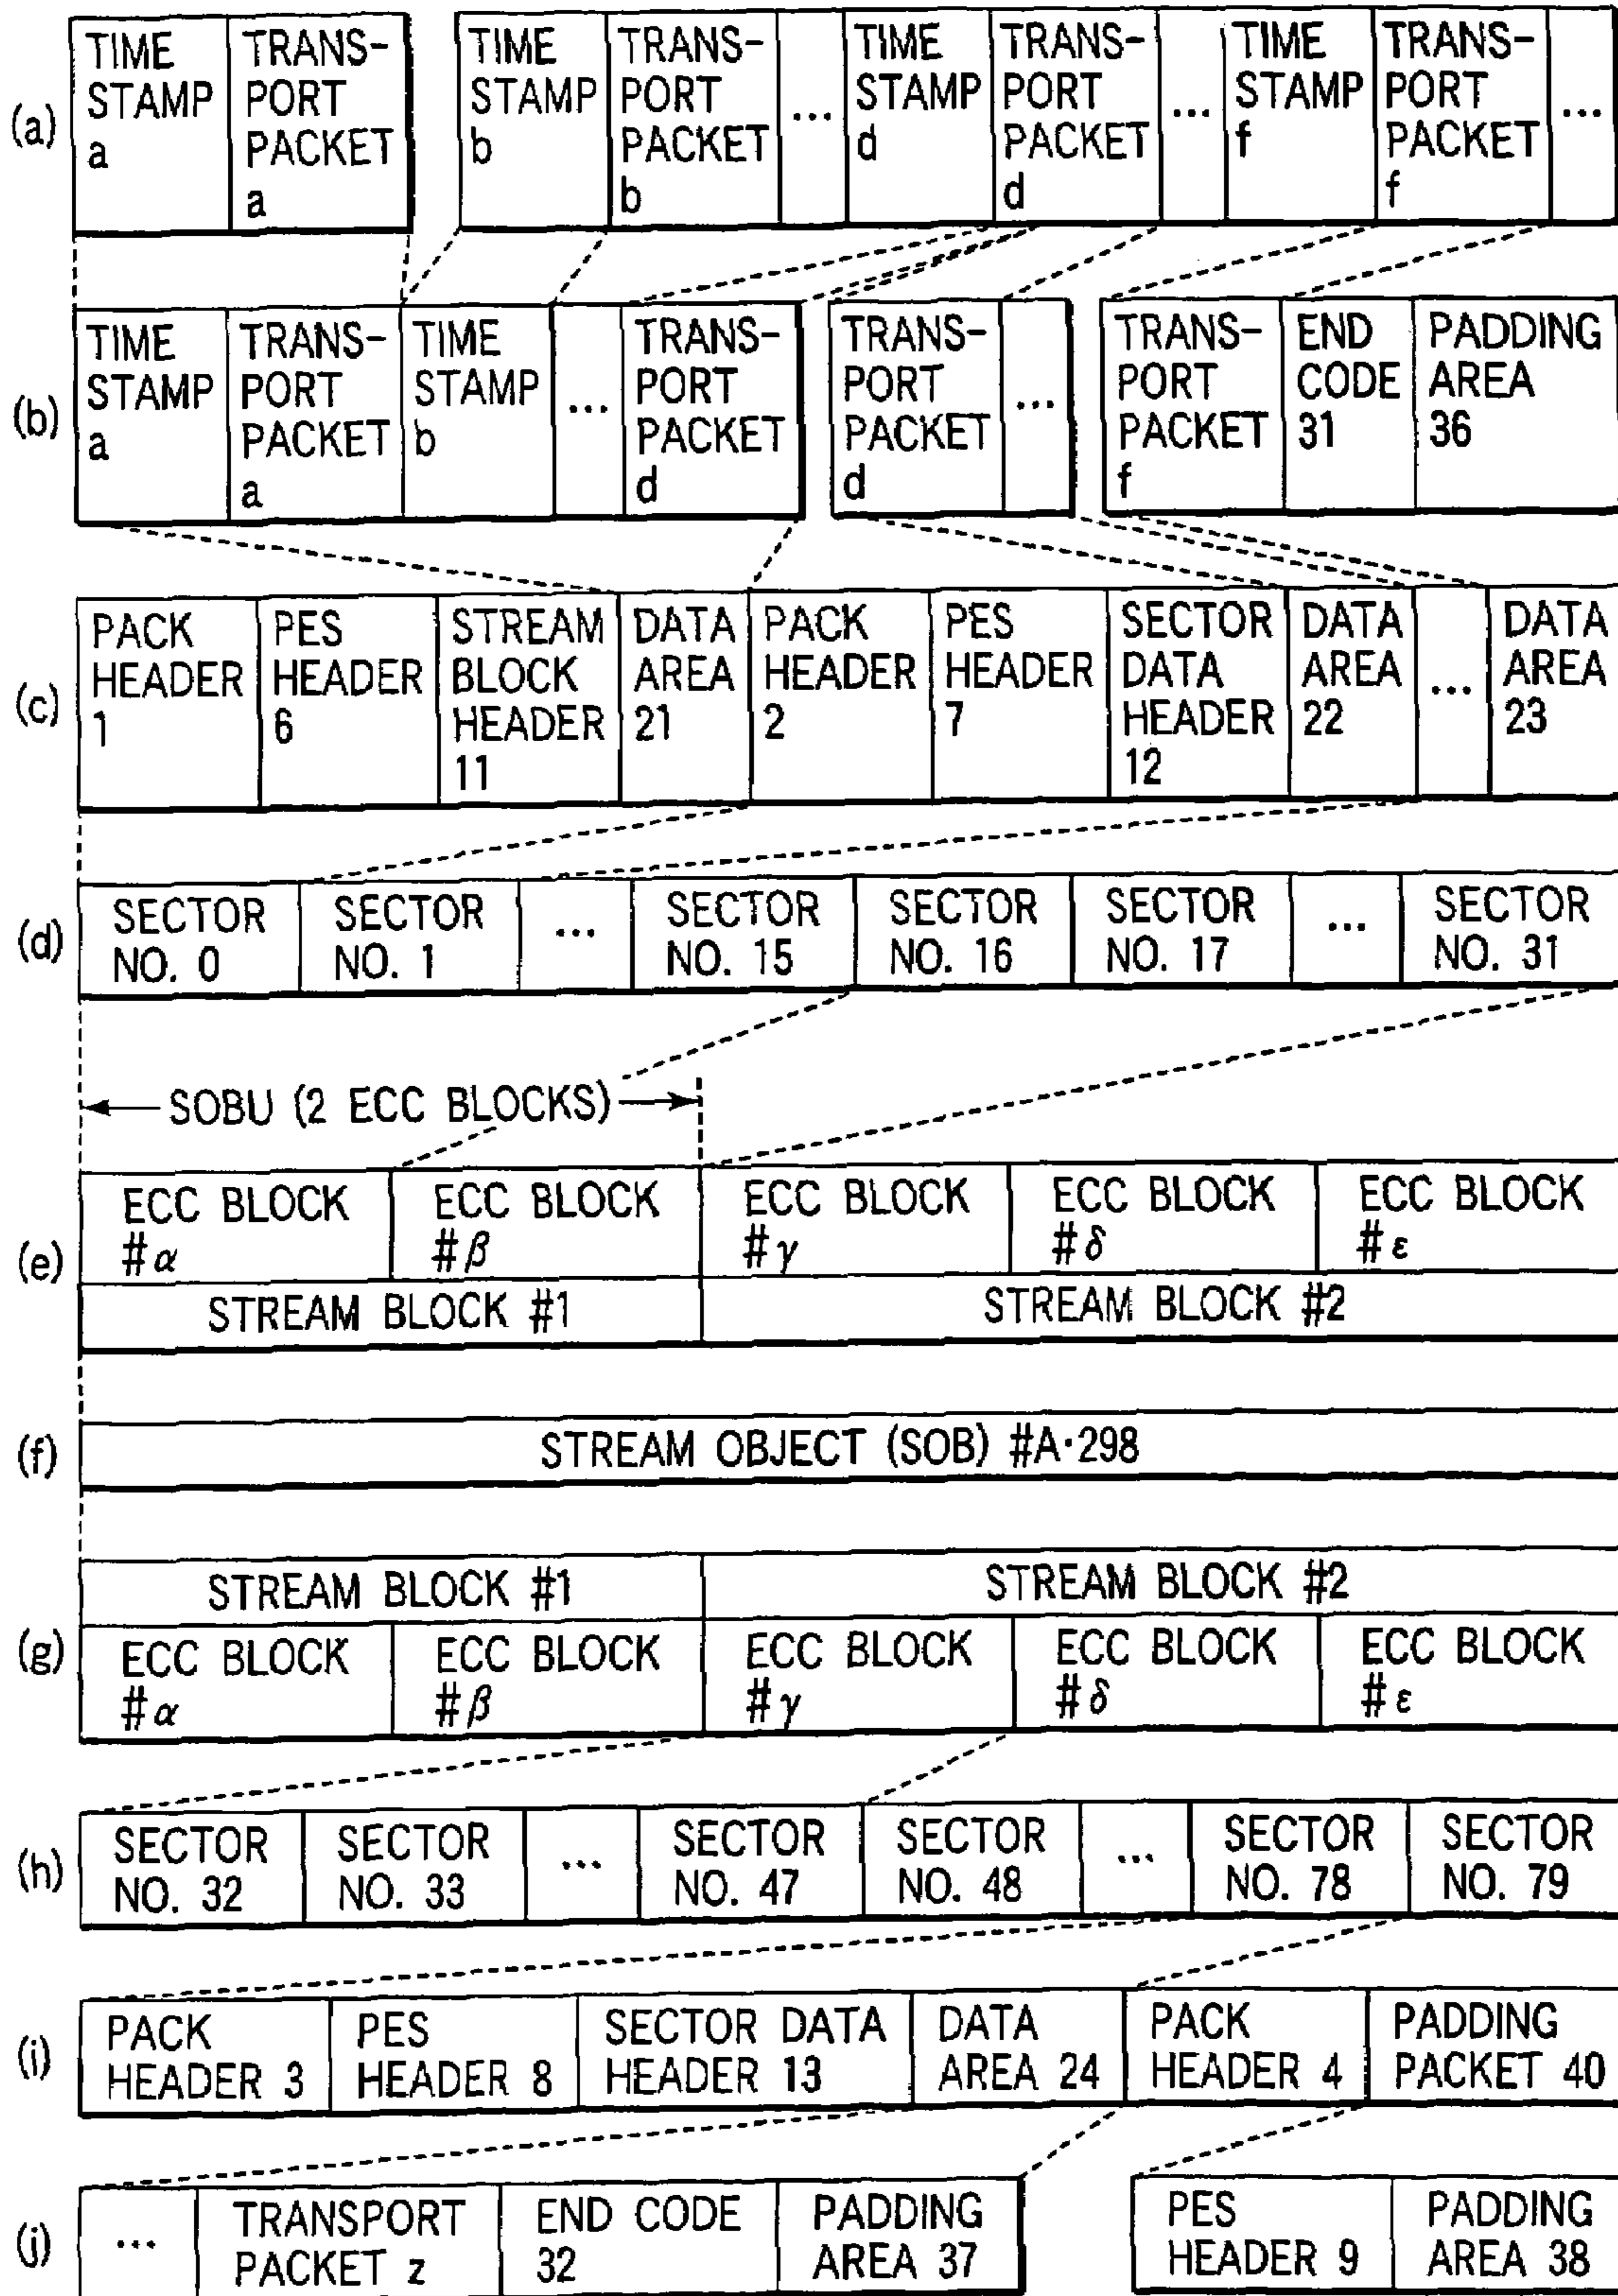 (a)
TIME STAMP a
TRANS-PORT PACKET a
TIME STAMP b
TRANS-PORT PACKET b
...
TIME STAMP d
TRANS-PORT PACKET d
...
TIME STAMP f
TRANS-PORT PACKET f
...
(b)
TIME STAMP a
TRANS-PORT PACKET a
TIME STAMP b
...
TRANS-PORT PACKET d
TRANS-PORT PACKET d
...
TRANS-PORT PACKET f
END CODE 31
PADDING AREA 36
(c)
PACK HEADER 1
PES HEADER 6
STREAM BLOCK HEADER 11
DATA AREA 21
PACK HEADER 2
PES HEADER 7
SECTOR DATA HEADER 12
DATA AREA 22
...
DATA AREA 23
(d)
SECTOR NO. 0
SECTOR NO. 1
...
SECTOR NO. 15
SECTOR NO. 16
SECTOR NO. 17
...
SECTOR NO. 31
SOBU (2 ECC BLOCKS)
(e)
ECC BLOCK #α
ECC BLOCK #β
ECC BLOCK #γ
ECC BLOCK #δ
ECC BLOCK #ε
STREAM BLOCK #1
STREAM BLOCK #2
(f)
STREAM OBJECT (SOB) #A·298
(g)
STREAM BLOCK #1
STREAM BLOCK #2
ECC BLOCK #α
ECC BLOCK #β
ECC BLOCK #γ
ECC BLOCK #δ
ECC BLOCK #ε
(h)
SECTOR NO. 32
SECTOR NO. 33
...
SECTOR NO. 47
SECTOR NO. 48
...
SECTOR NO. 78
SECTOR NO. 79
(i)
PACK HEADER 3
PES HEADER 8
SECTOR DATA HEADER 13
DATA AREA 24
PACK HEADER 4
PADDING PACKET 40
(j)
...
TRANSPORT PACKET z
END CODE 32
PADDING AREA 37
PES HEADER 9
PADDING AREA 38